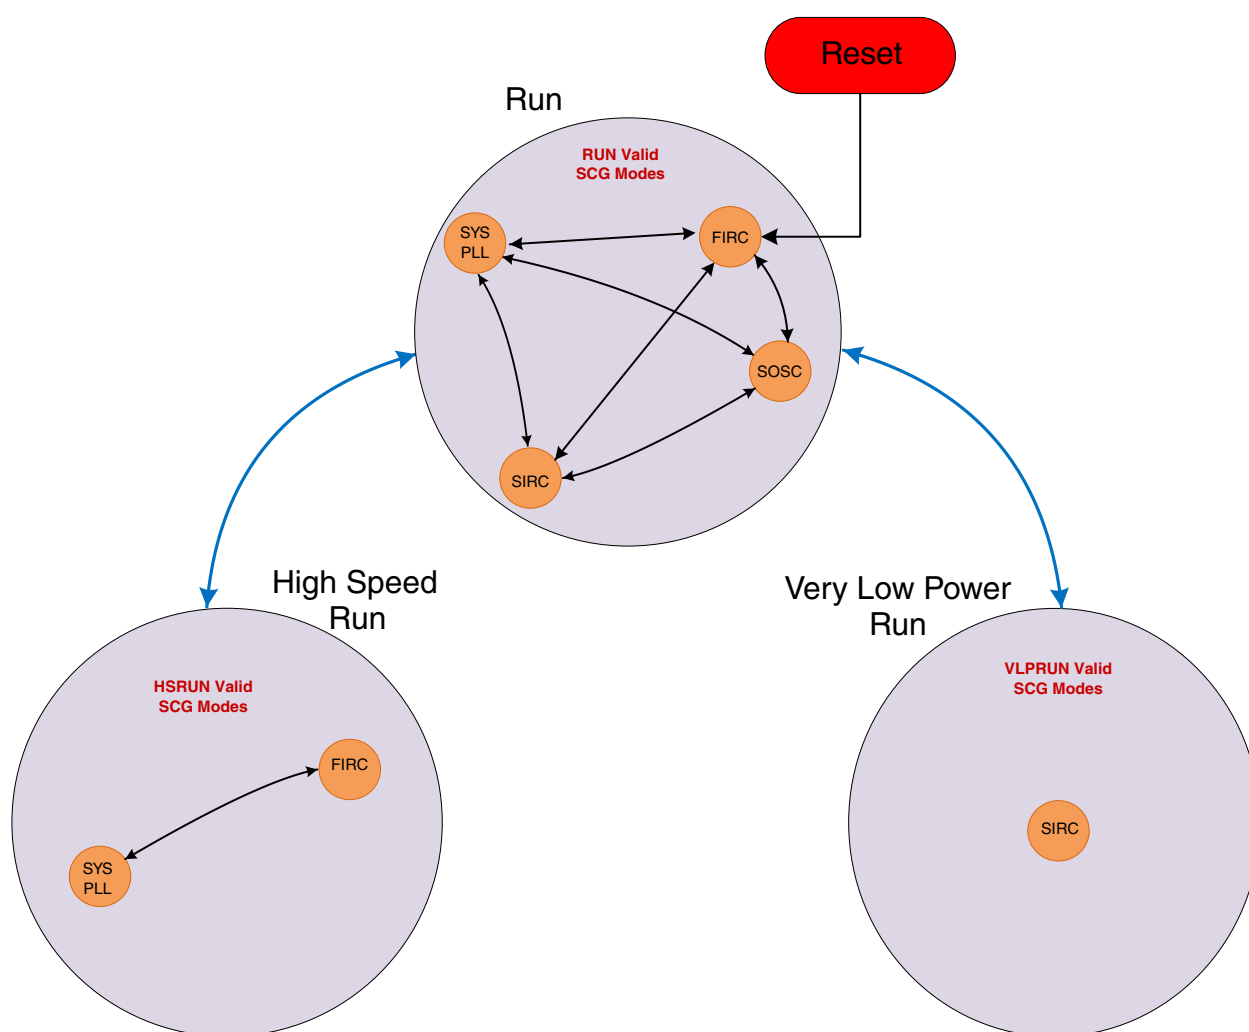 Reset
Run
RUN Valid
SCG Modes
SYS
PLL
FIRC
SOSC
SIRC
High Speed
Run
HSRUN Valid
SCG Modes
FIRC
SYS
PLL
Very Low Power
Run
VLPRUN Valid
SCG Modes
SIRC